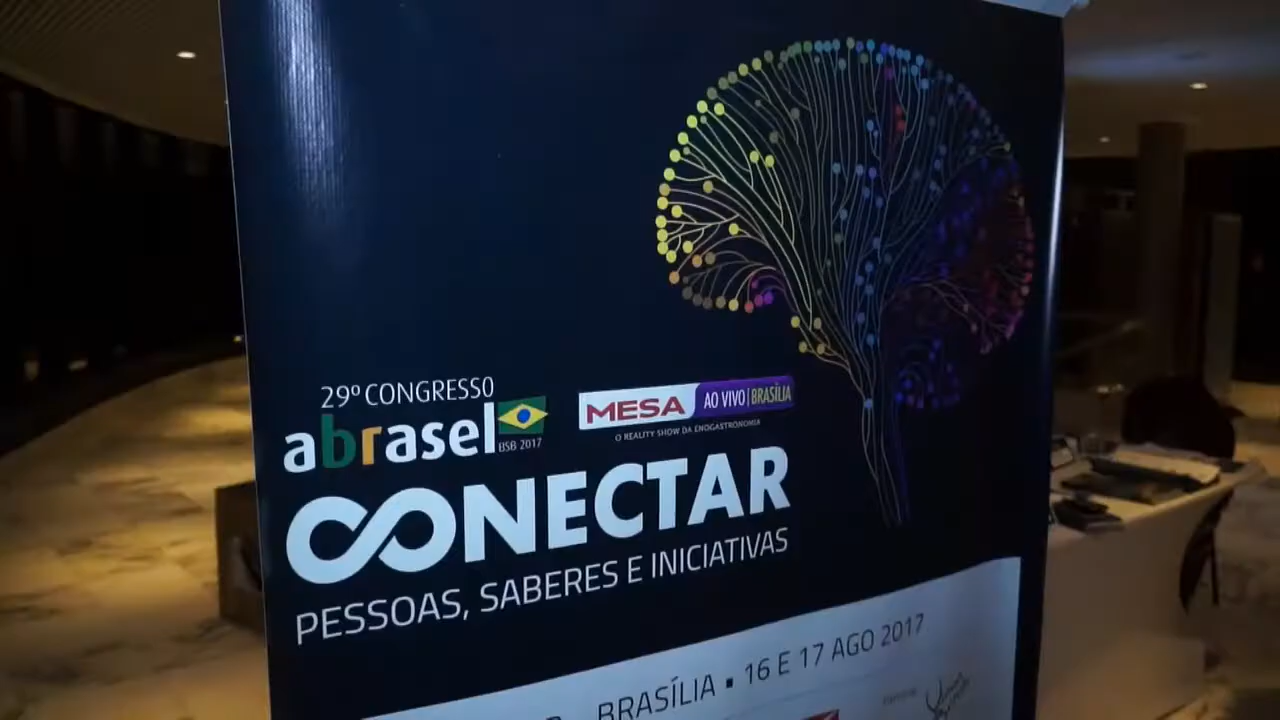 29º CONGRESSO
abrasel
BSB 2017
MESA AO VIVO | BRASÍLIA
O REALITY SHOW DA ENOGASTRONOMIA
CONECTAR
PESSOAS, SABERES E INICIATIVAS
BRASÍLIA ▪ 16 E 17 AGO 2017